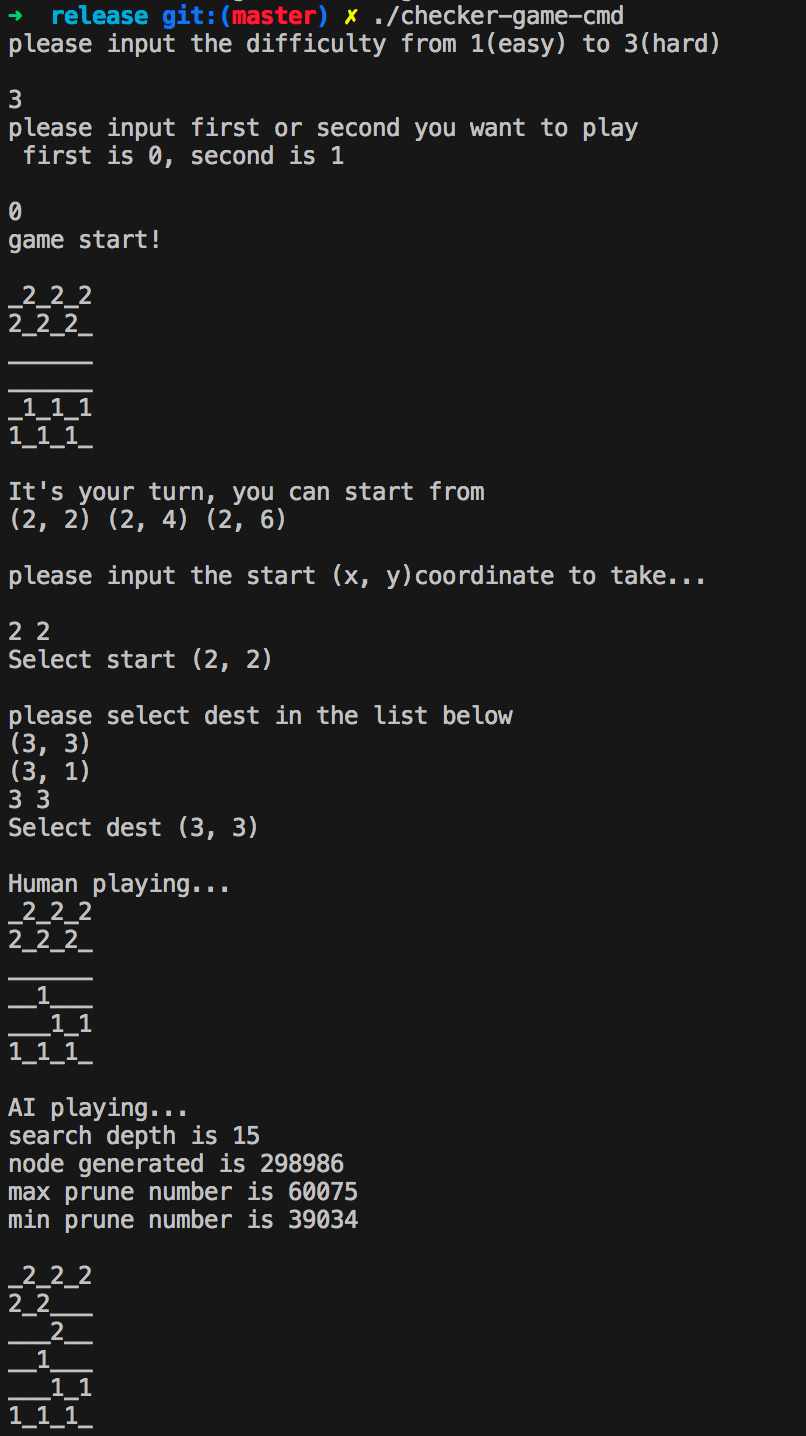 ➜  release git:(master) ✗ ./checker-game-cmd
please input the difficulty from 1(easy) to 3(hard)

3
please input first or second you want to play
 first is 0, second is 1

0
game start!

_2_2_2
2_2_2_
______
______
_1_1_1
1_1_1_

It's your turn, you can start from
(2, 2) (2, 4) (2, 6)

please input the start (x, y)coordinate to take...

2 2
Select start (2, 2)

please select dest in the list below
(3, 3)
(3, 1)
3 3
Select dest (3, 3)

Human playing...
_2_2_2
2_2_2_
______
__1___
___1_1
1_1_1_

AI playing...
search depth is 15
node generated is 298986
max prune number is 60075
min prune number is 39034

_2_2_2
2_2___
___2__
__1___
___1_1
1_1_1_